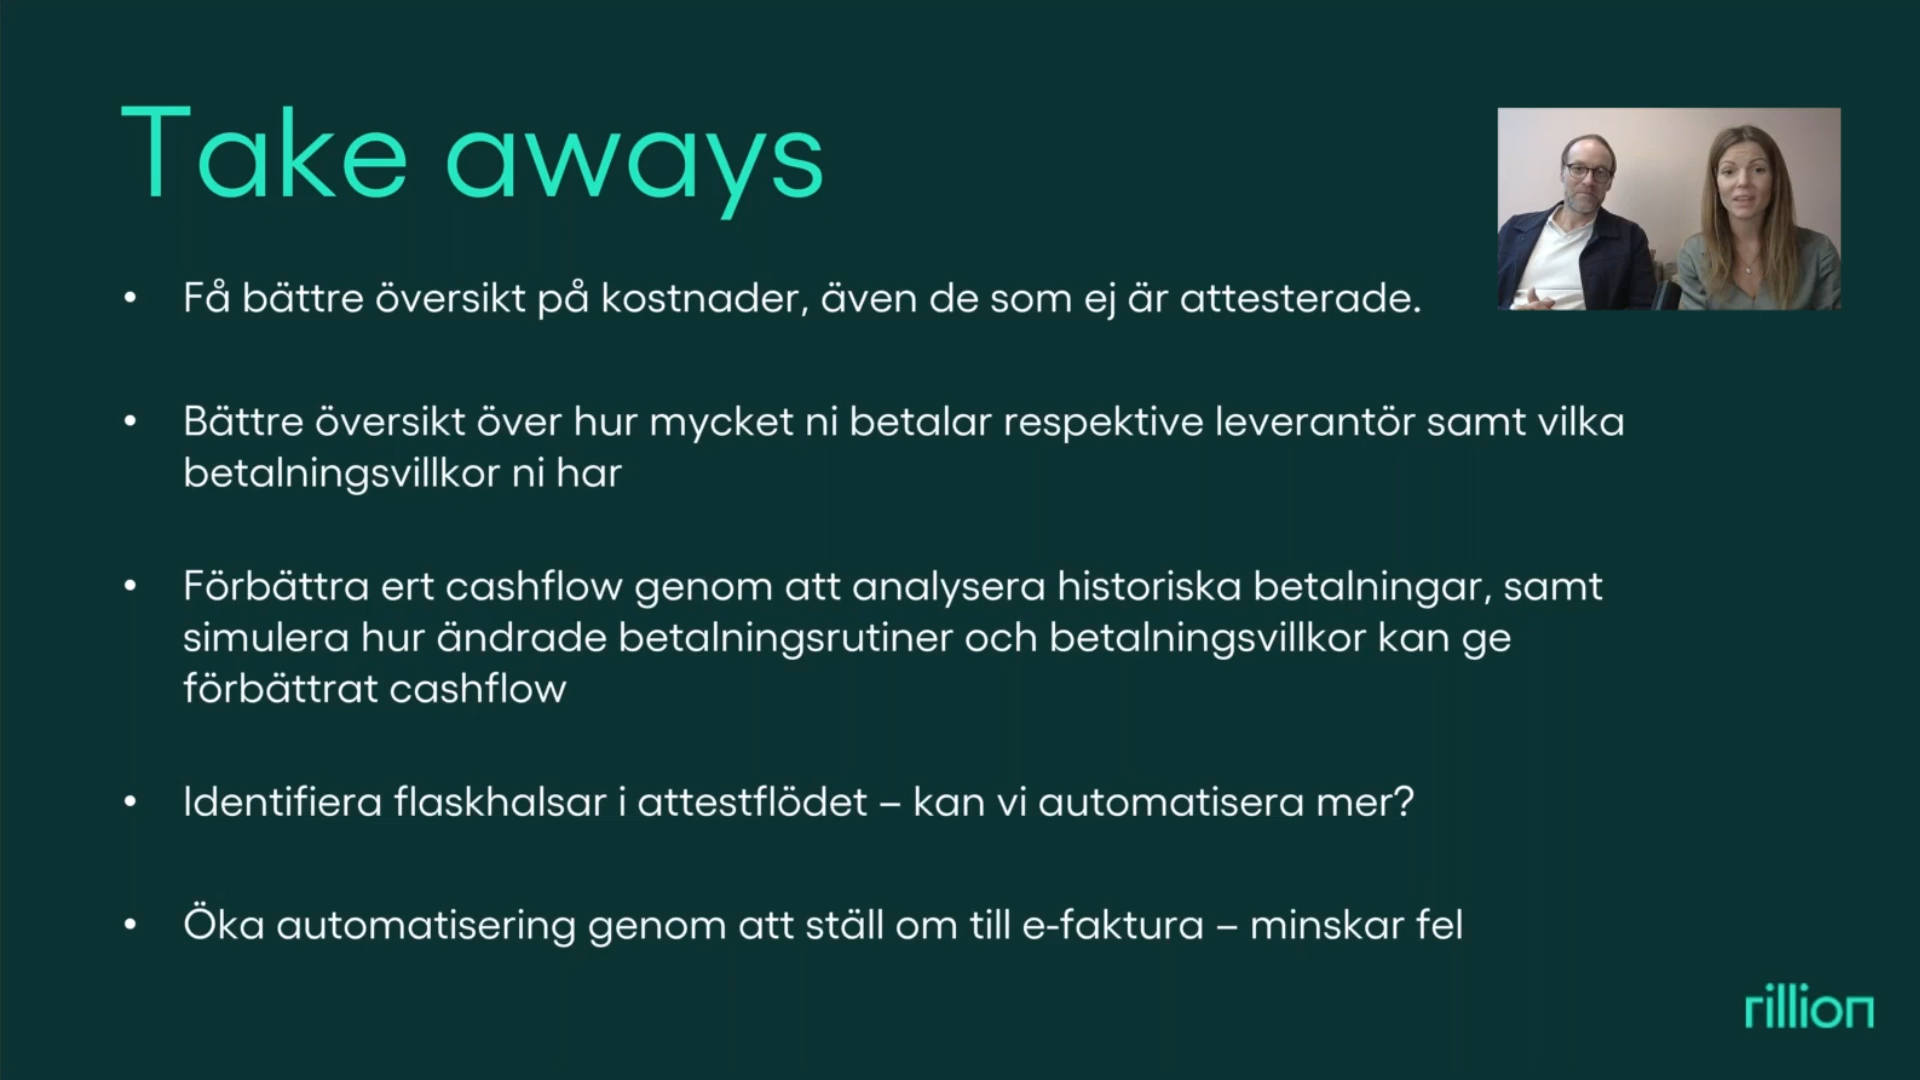 Take aways
• Få bättre översikt på kostnader, även de som ej är attesterade.
• Bättre översikt över hur mycket ni betalar respektive leverantör samt vilka
betalningsvillkor ni har
• Förbättra ert cashflow genom att analysera historiska betalningar, samt
simulera hur ändrade betalningsrutiner och betalningsvillkor kan ge
förbättrat cashflow
• Identifiera flaskhalsar i attestflödet – kan vi automatisera mer?
• Öka automatisering genom att ställ om till e-faktura – minskar fel
rillion